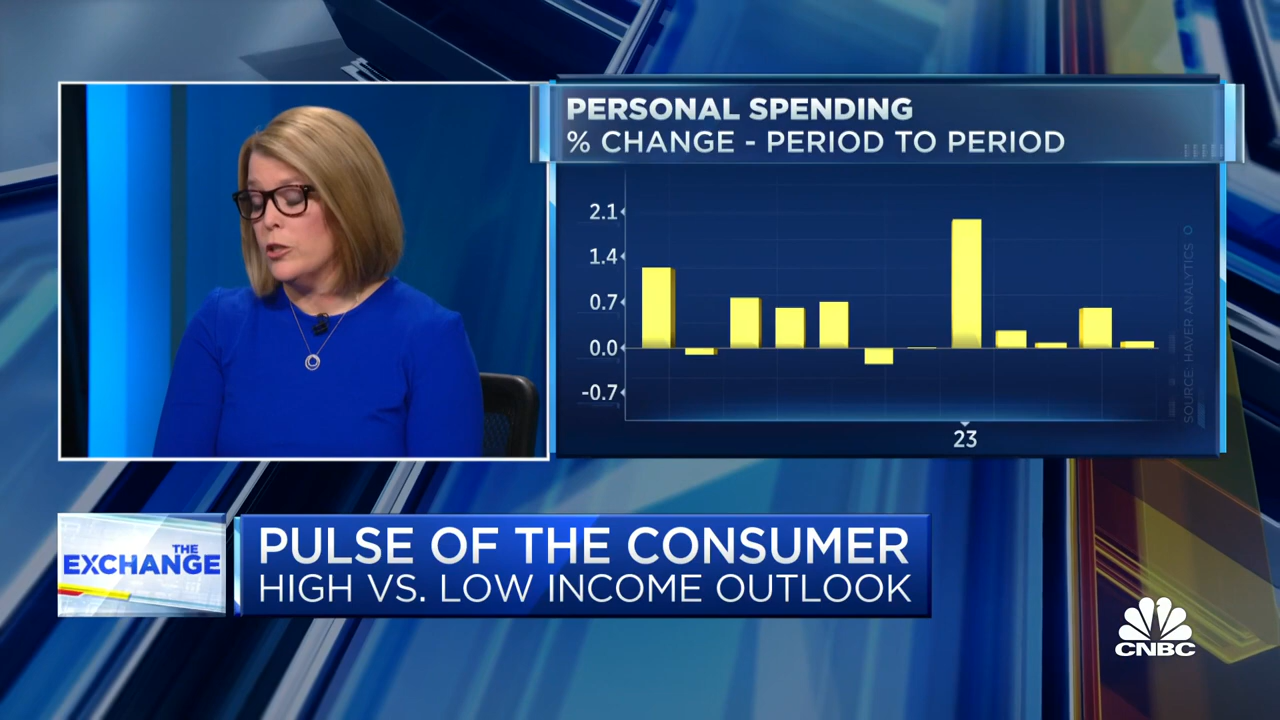 PERSONAL SPENDING
% CHANGE - PERIOD TO PERIOD
2.1
1.4
0.7
0.0
-0.7
23
SOURCE: HAVER ANALYTICS
THE
EXCHANGE
PULSE OF THE CONSUMER
HIGH VS. LOW INCOME OUTLOOK
CNBC